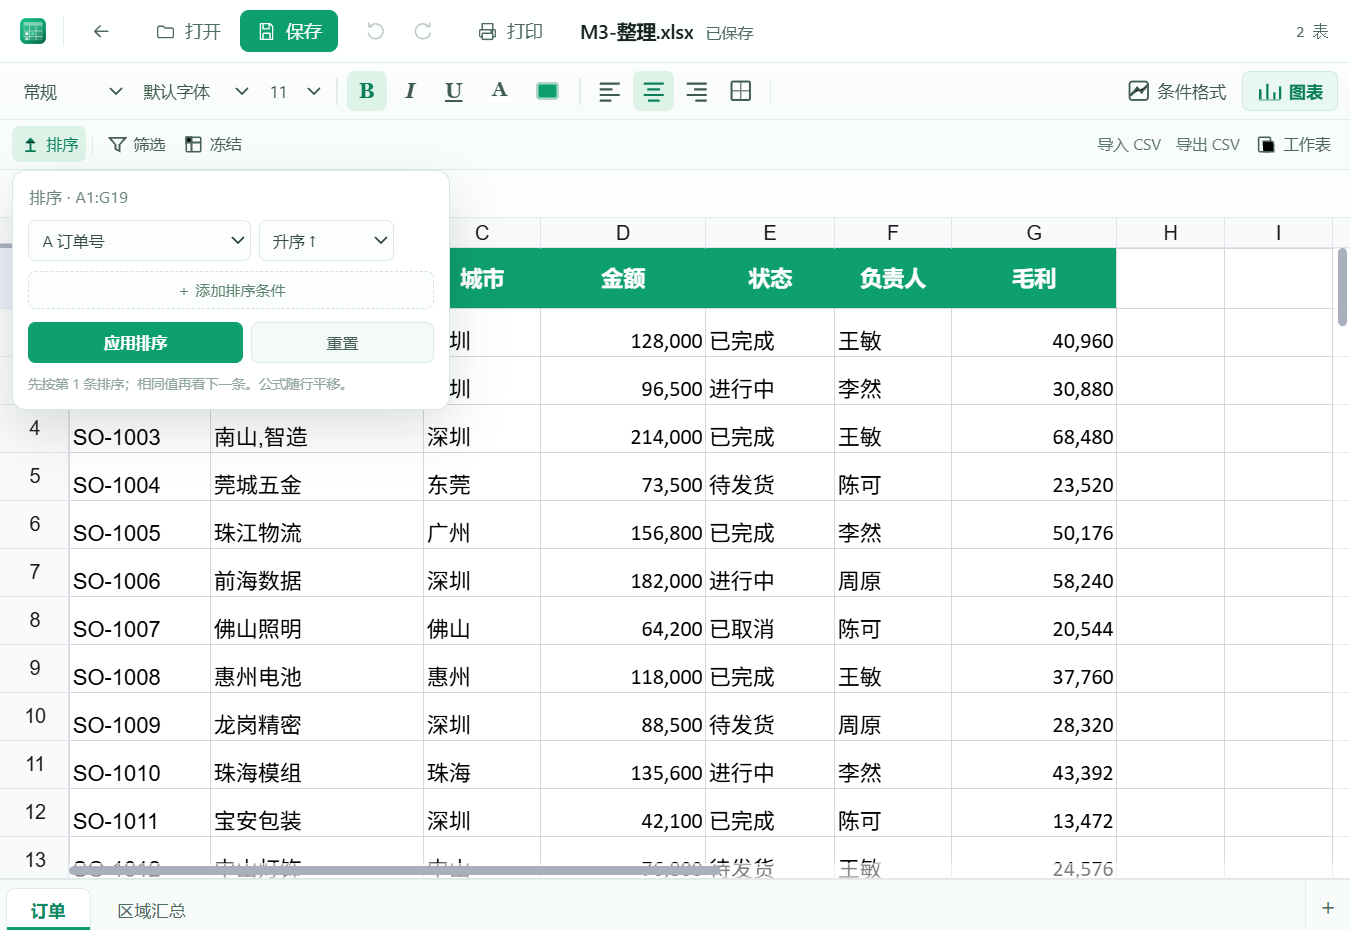 打开 保存 打印 M3-整理.xlsx 已保存 2 表
常规 默认字体 11 B I U A 条件格式 图表
排序 筛选 冻结 导入 CSV 导出 CSV 工作表
排序 · A1:G19
A 订单号 升序↑
+ 添加排序条件
应用排序 重置
先按第 1 条排序；相同值再看下一条。公式随行平移。
C D E F G H I
城市 金额 状态 负责人 毛利
圳 128,000 已完成 王敏 40,960
圳 96,500 进行中 李然 30,880
4 SO-1003 南山,智造 深圳 214,000 已完成 王敏 68,480
5 SO-1004 莞城五金 东莞 73,500 待发货 陈可 23,520
6 SO-1005 珠江物流 广州 156,800 已完成 李然 50,176
7 SO-1006 前海数据 深圳 182,000 进行中 周原 58,240
8 SO-1007 佛山照明 佛山 64,200 已取消 陈可 20,544
9 SO-1008 惠州电池 惠州 118,000 已完成 王敏 37,760
10 SO-1009 龙岗精密 深圳 88,500 待发货 周原 28,320
11 SO-1010 珠海模组 珠海 135,600 进行中 李然 43,392
12 SO-1011 宝安包装 深圳 42,100 已完成 陈可 13,472
13 SO-1012 中山灯饰 中山 76,800 待发货 王敏 24,576
订单 区域汇总 +